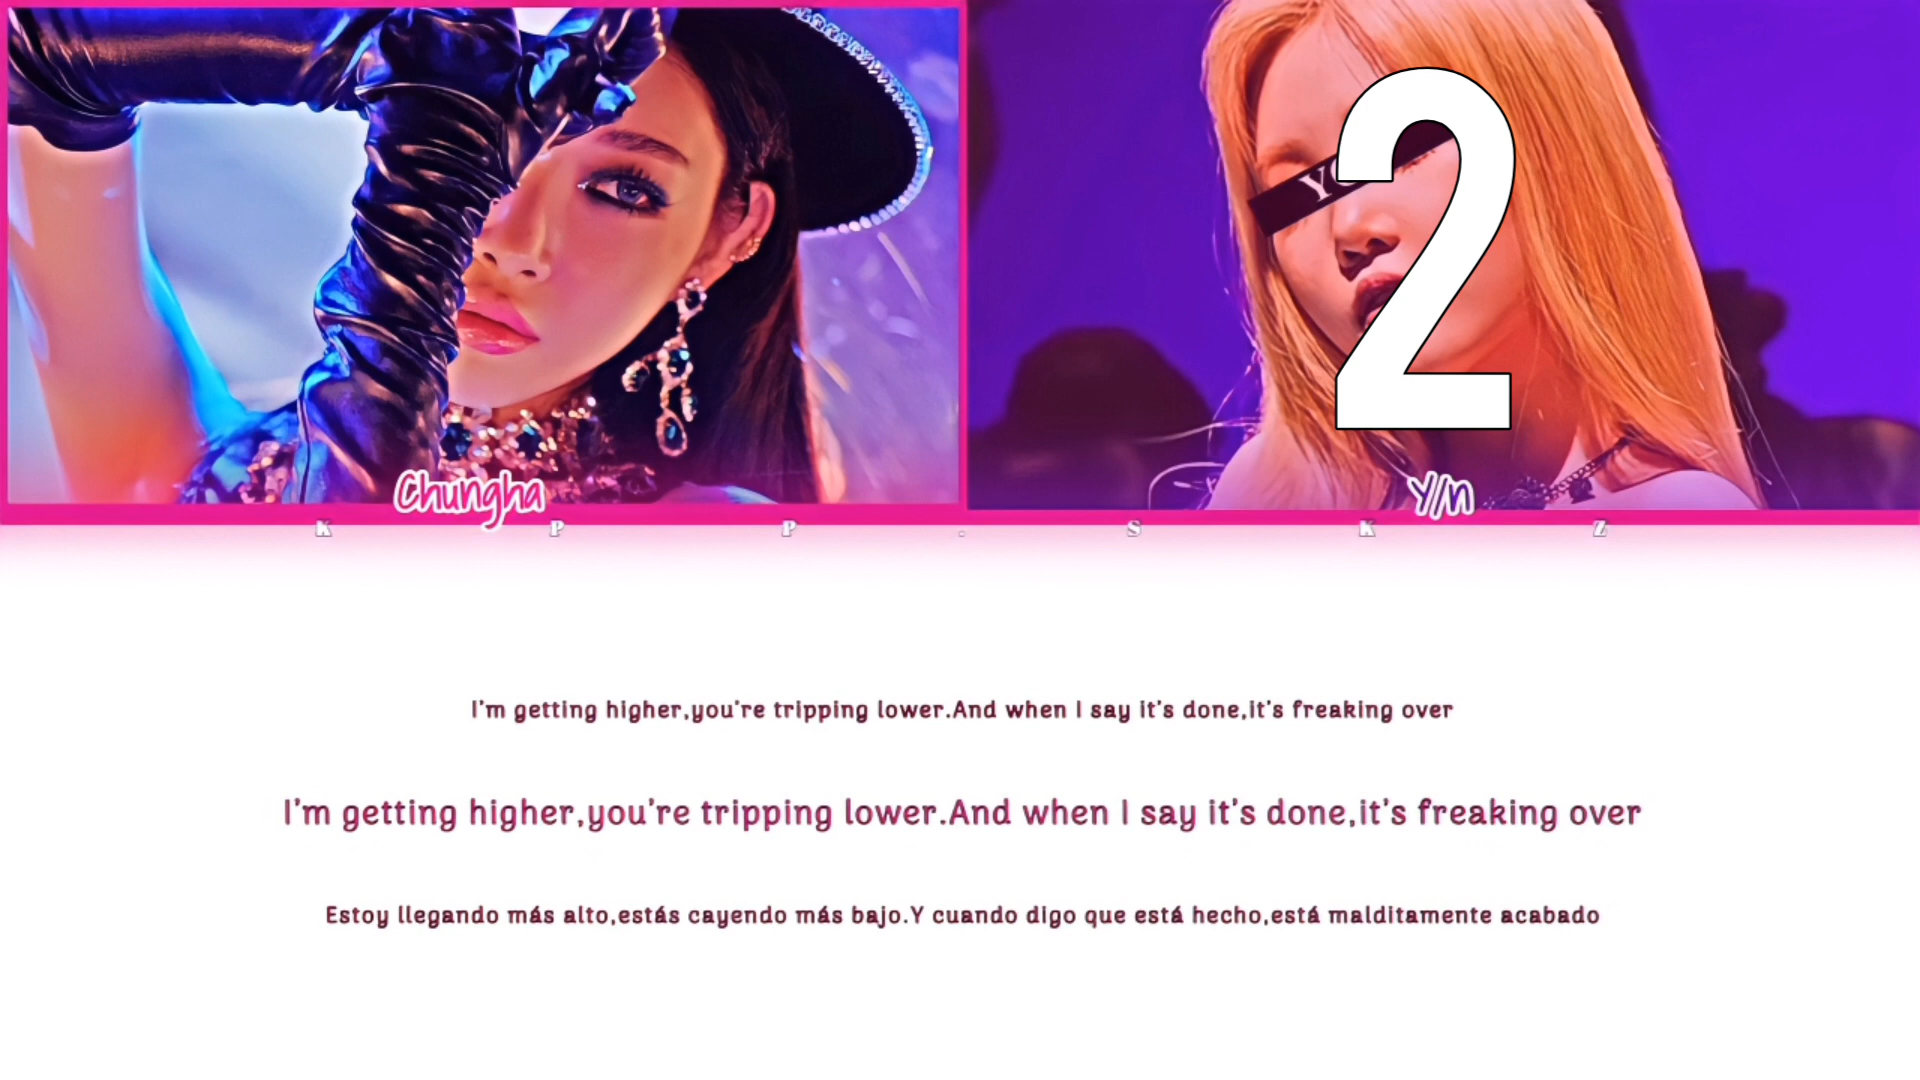 YO
2
Chungha
Y/n
K P P . S K Z
I'm getting higher,you're tripping lower.And when I say it's done,it's freaking over
I'm getting higher,you're tripping lower.And when I say it's done,it's freaking over
Estoy llegando más alto,estás cayendo más bajo.Y cuando digo que está hecho,está malditamente acabado